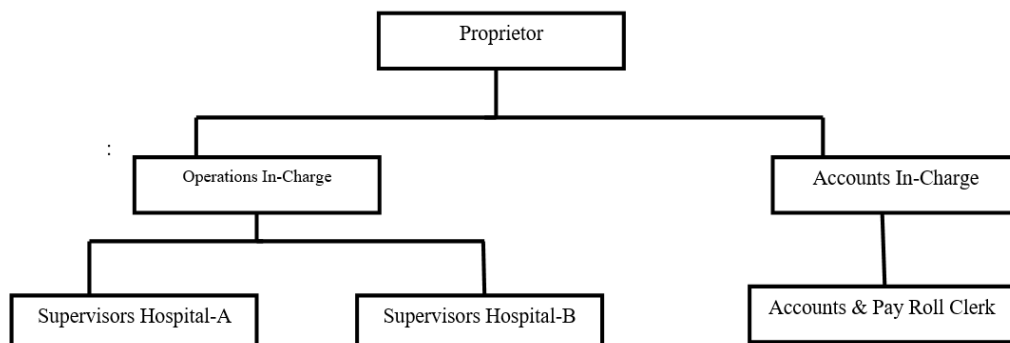 Proprietor
:
Operations In-Charge
Accounts In-Charge
Supervisors Hospital-A
Supervisors Hospital-B
Accounts & Pay Roll Clerk